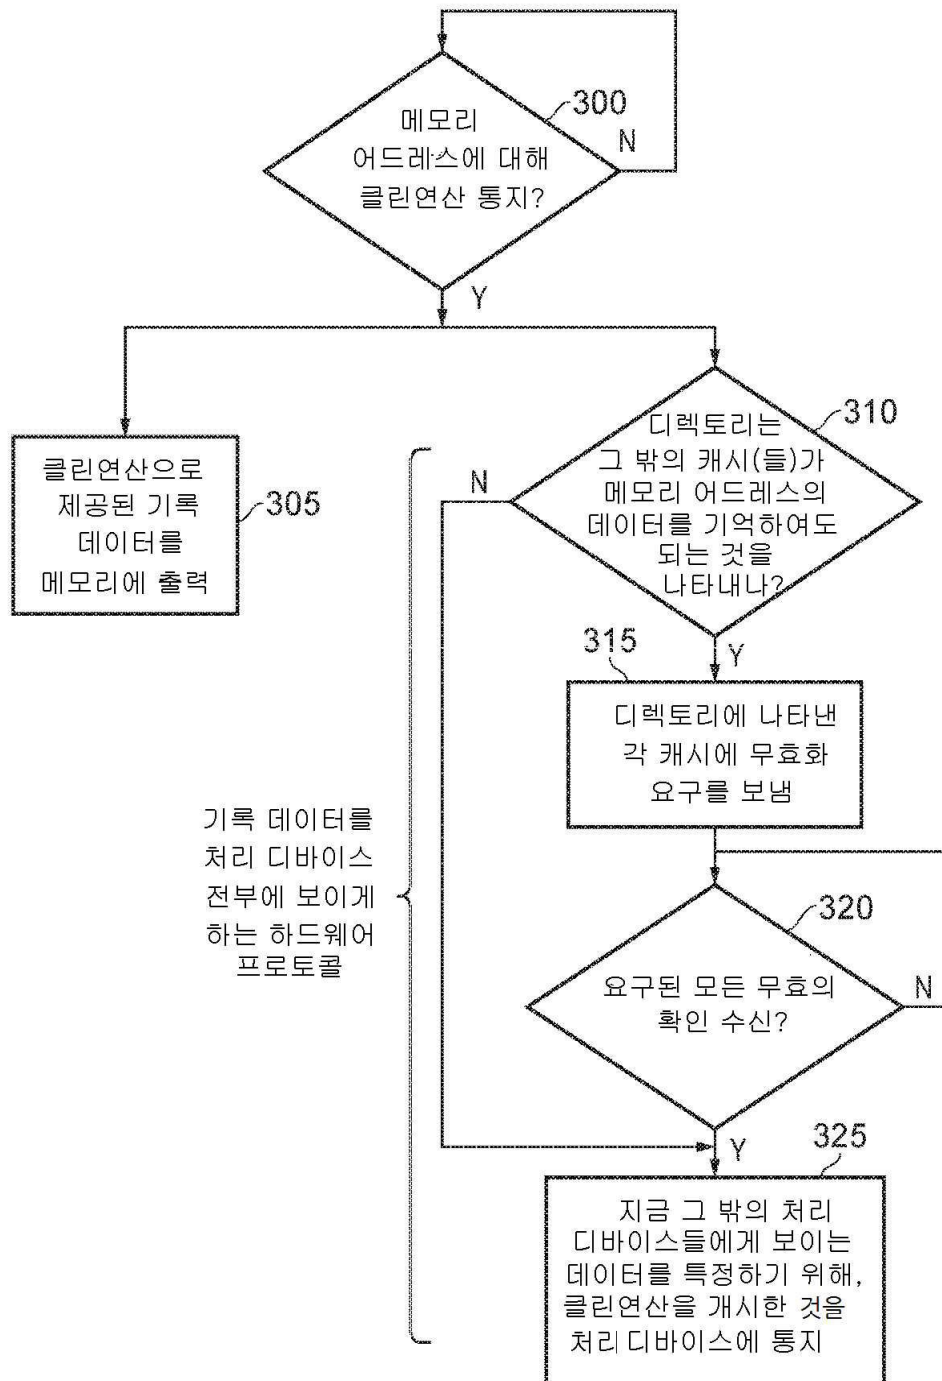 메모리
어드레스에 대해
클린연산 통지?
300
N
Y
클린연산으로
제공된 기록
데이터를
메모리에 출력
305
디렉토리는
그 밖의 캐시(들)가
메모리 어드레스의
데이터를 기억하여도
되는 것을
나타내나?
310
N
Y
315
디렉토리에 나타낸
각 캐시에 무효화
요구를 보냄
기록 데이터를
처리 디바이스
전부에 보이게
하는 하드웨어
프로토콜
320
요구된 모든 무효의
확인 수신?
N
Y
325
지금 그 밖의 처리
디바이스들에게 보이는
데이터를 특정하기 위해,
클린연산을 개시한 것을
처리 디바이스에 통지